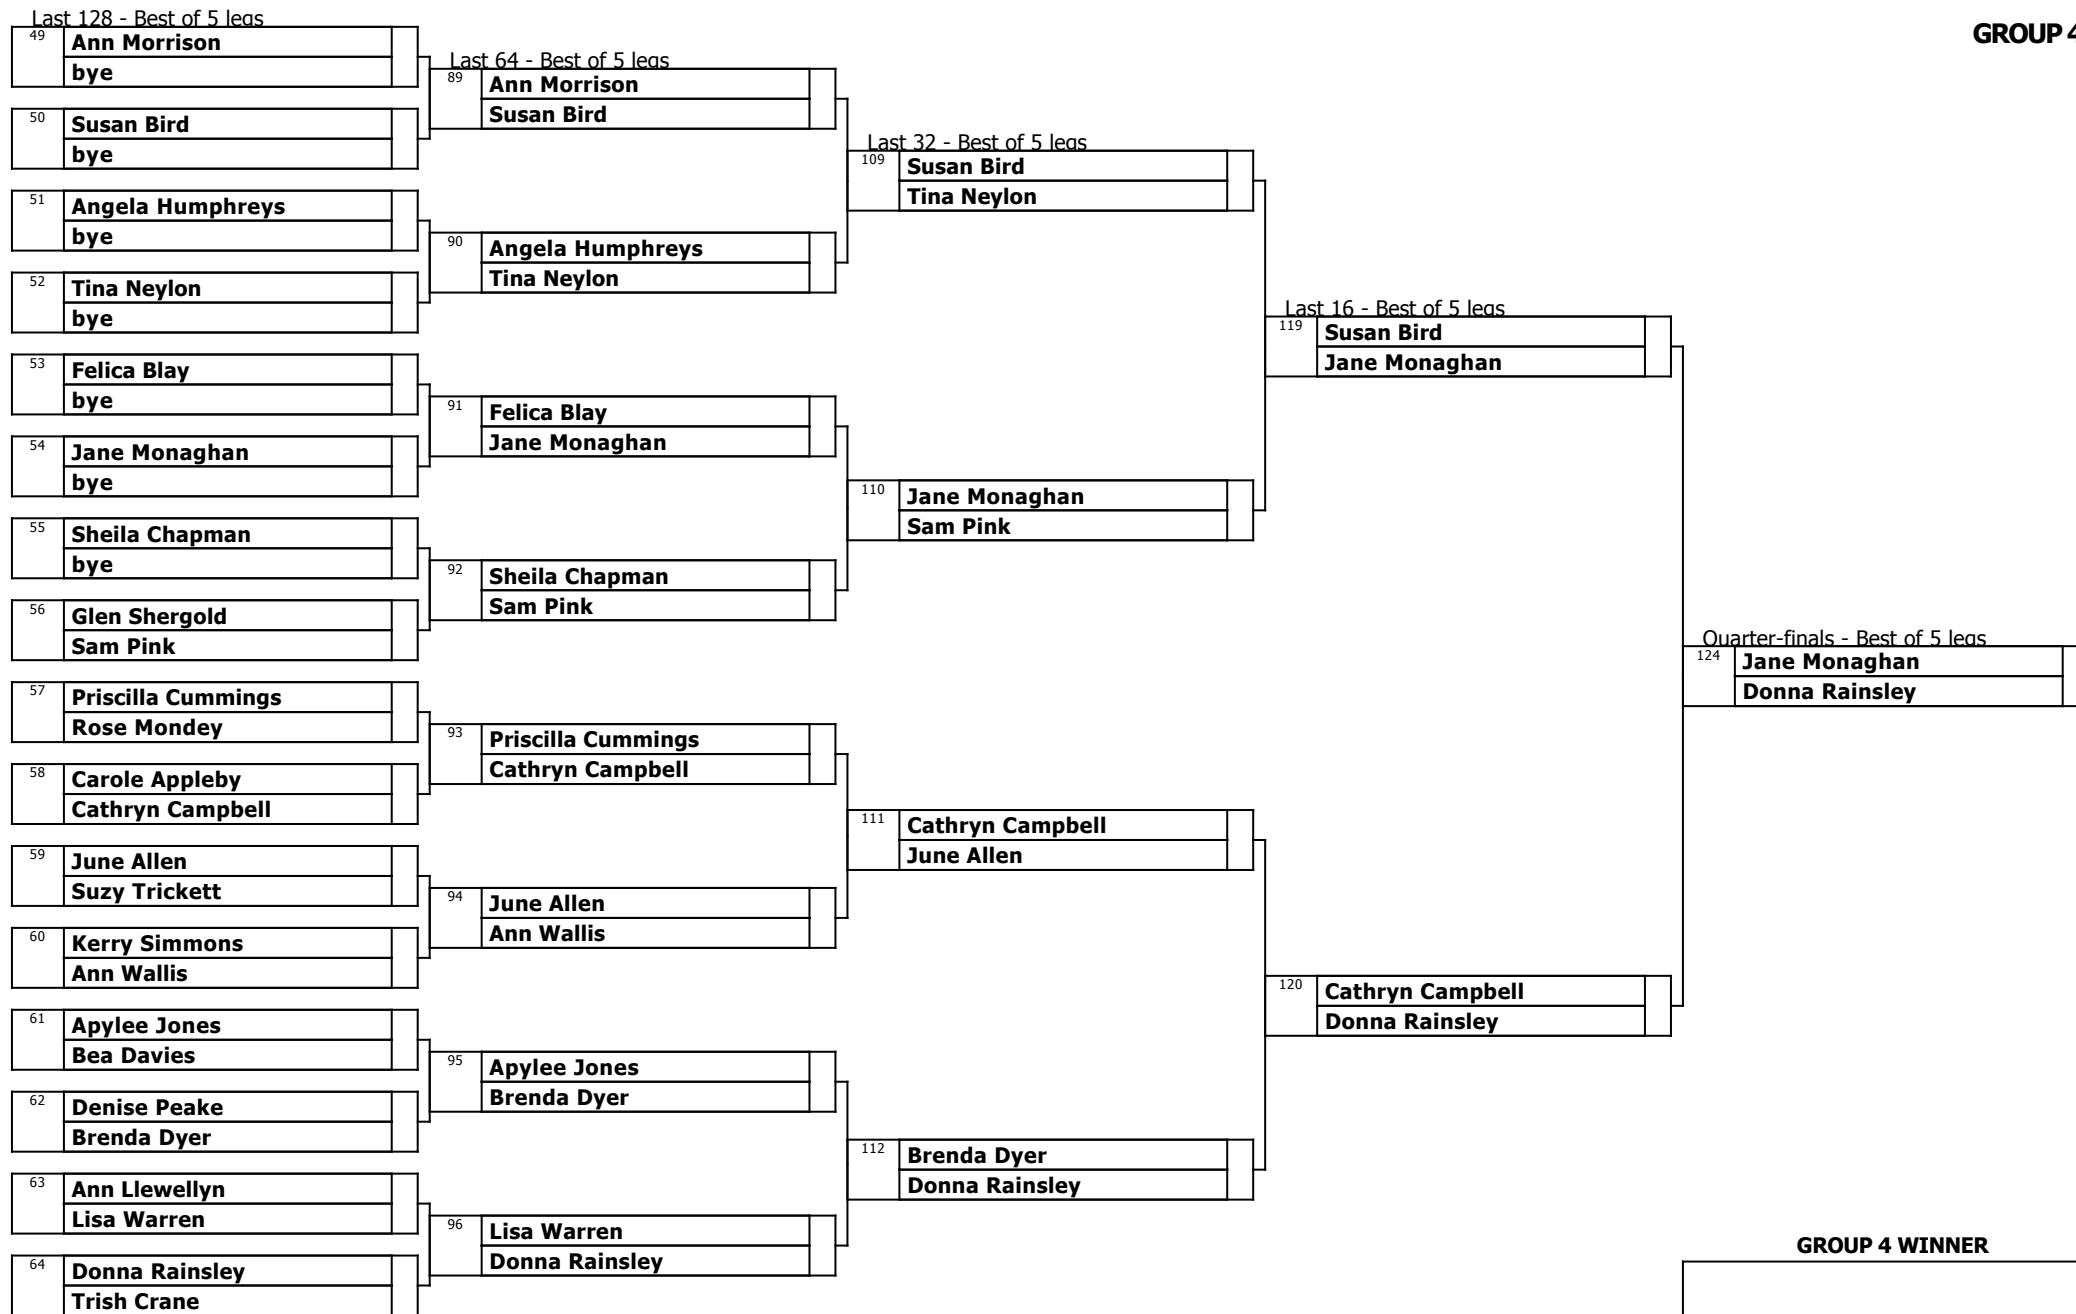 Last 128 - Best of 5 legs
GROUP 4
49
Ann Morrison
bye
50
Susan Bird
bye
51
Angela Humphreys
bye
52
Tina Neylon
bye
53
Felica Blay
bye
54
Jane Monaghan
bye
55
Sheila Chapman
bye
56
Glen Shergold
Sam Pink
57
Priscilla Cummings
Rose Mondey
58
Carole Appleby
Cathryn Campbell
59
June Allen
Suzy Trickett
60
Kerry Simmons
Ann Wallis
61
Apylee Jones
Bea Davies
62
Denise Peake
Brenda Dyer
63
Ann Llewellyn
Lisa Warren
64
Donna Rainsley
Trish Crane
Last 64 - Best of 5 legs
89
Ann Morrison
Susan Bird
90
Angela Humphreys
Tina Neylon
91
Felica Blay
Jane Monaghan
92
Sheila Chapman
Sam Pink
93
Priscilla Cummings
Cathryn Campbell
94
June Allen
Ann Wallis
95
Apylee Jones
Brenda Dyer
96
Lisa Warren
Donna Rainsley
Last 32 - Best of 5 legs
109
Susan Bird
Tina Neylon
110
Jane Monaghan
Sam Pink
111
Cathryn Campbell
June Allen
112
Brenda Dyer
Donna Rainsley
Last 16 - Best of 5 legs
119
Susan Bird
Jane Monaghan
120
Cathryn Campbell
Donna Rainsley
Quarter-finals - Best of 5 legs
124
Jane Monaghan
Donna Rainsley
GROUP 4 WINNER